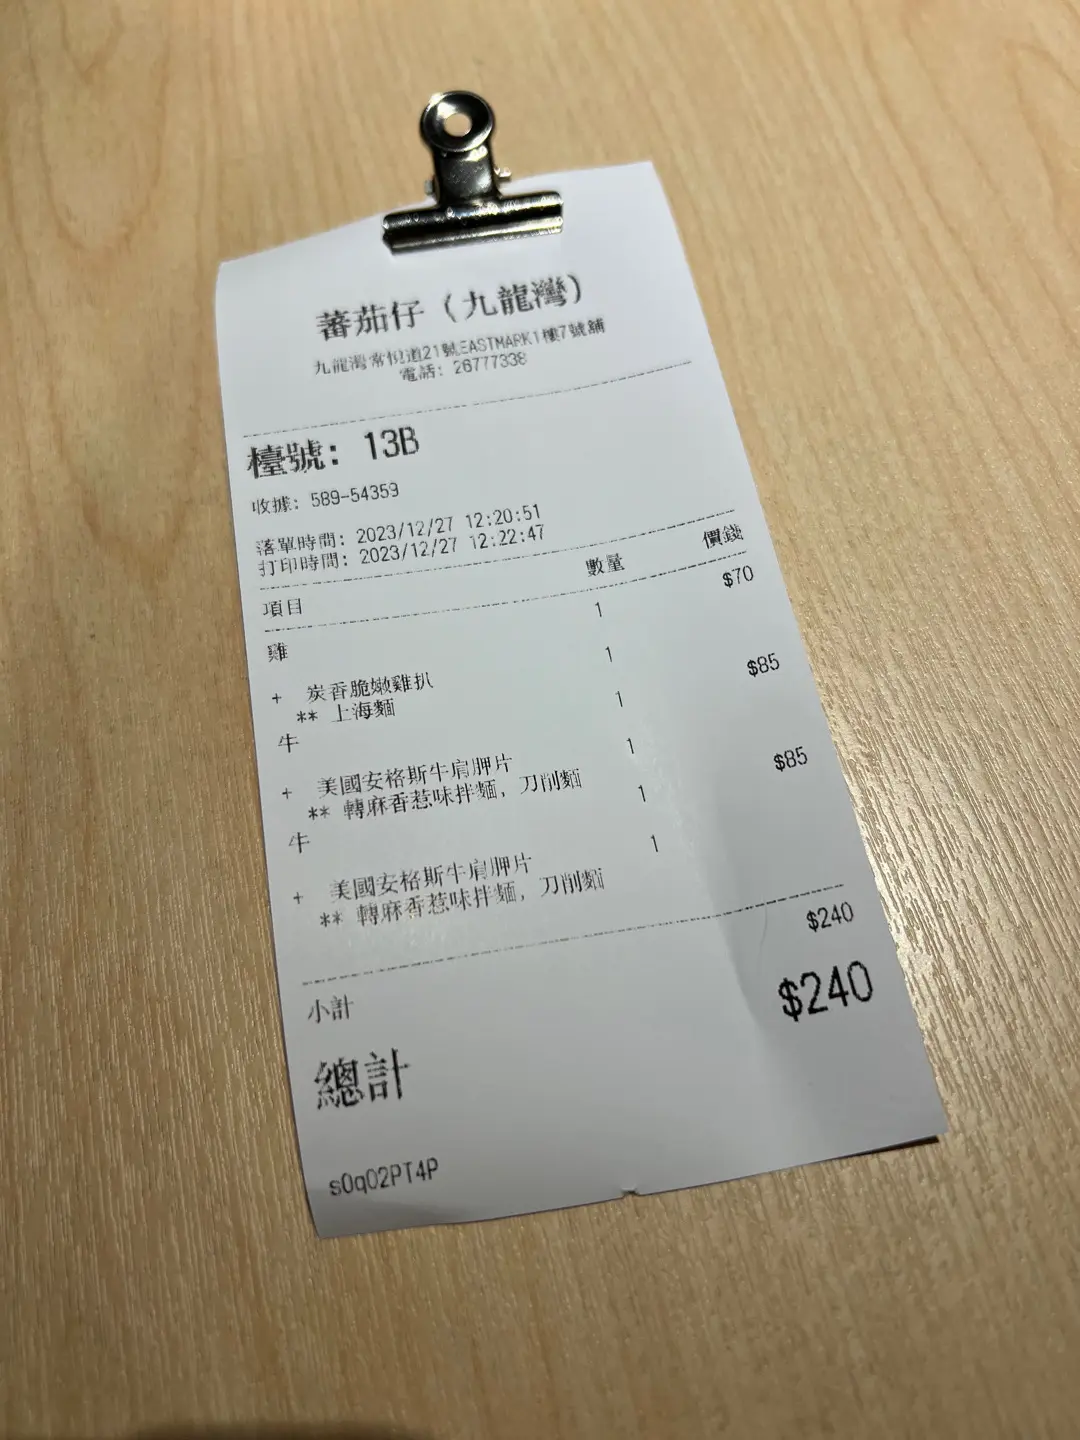 蕃茄仔（九龍灣）
九龍灣常悅道21號EASTMARK1樓7號舖
電話: 26777338
檯號: 13B
收據: 589-54359
落單時間: 2023/12/27 12:20:51
打印時間: 2023/12/27 12:22:47
項目 數量 價錢
雞 1 $70
+ 炭香脆嫩雞扒 1
** 上海麵
牛 1 $85
+ 美國安格斯牛肩胛片 1
** 轉麻香惹味拌麵, 刀削麵
牛 1 $85
+ 美國安格斯牛肩胛片 1
** 轉麻香惹味拌麵, 刀削麵
小計 $240
總計 $240
s0q02PT4P